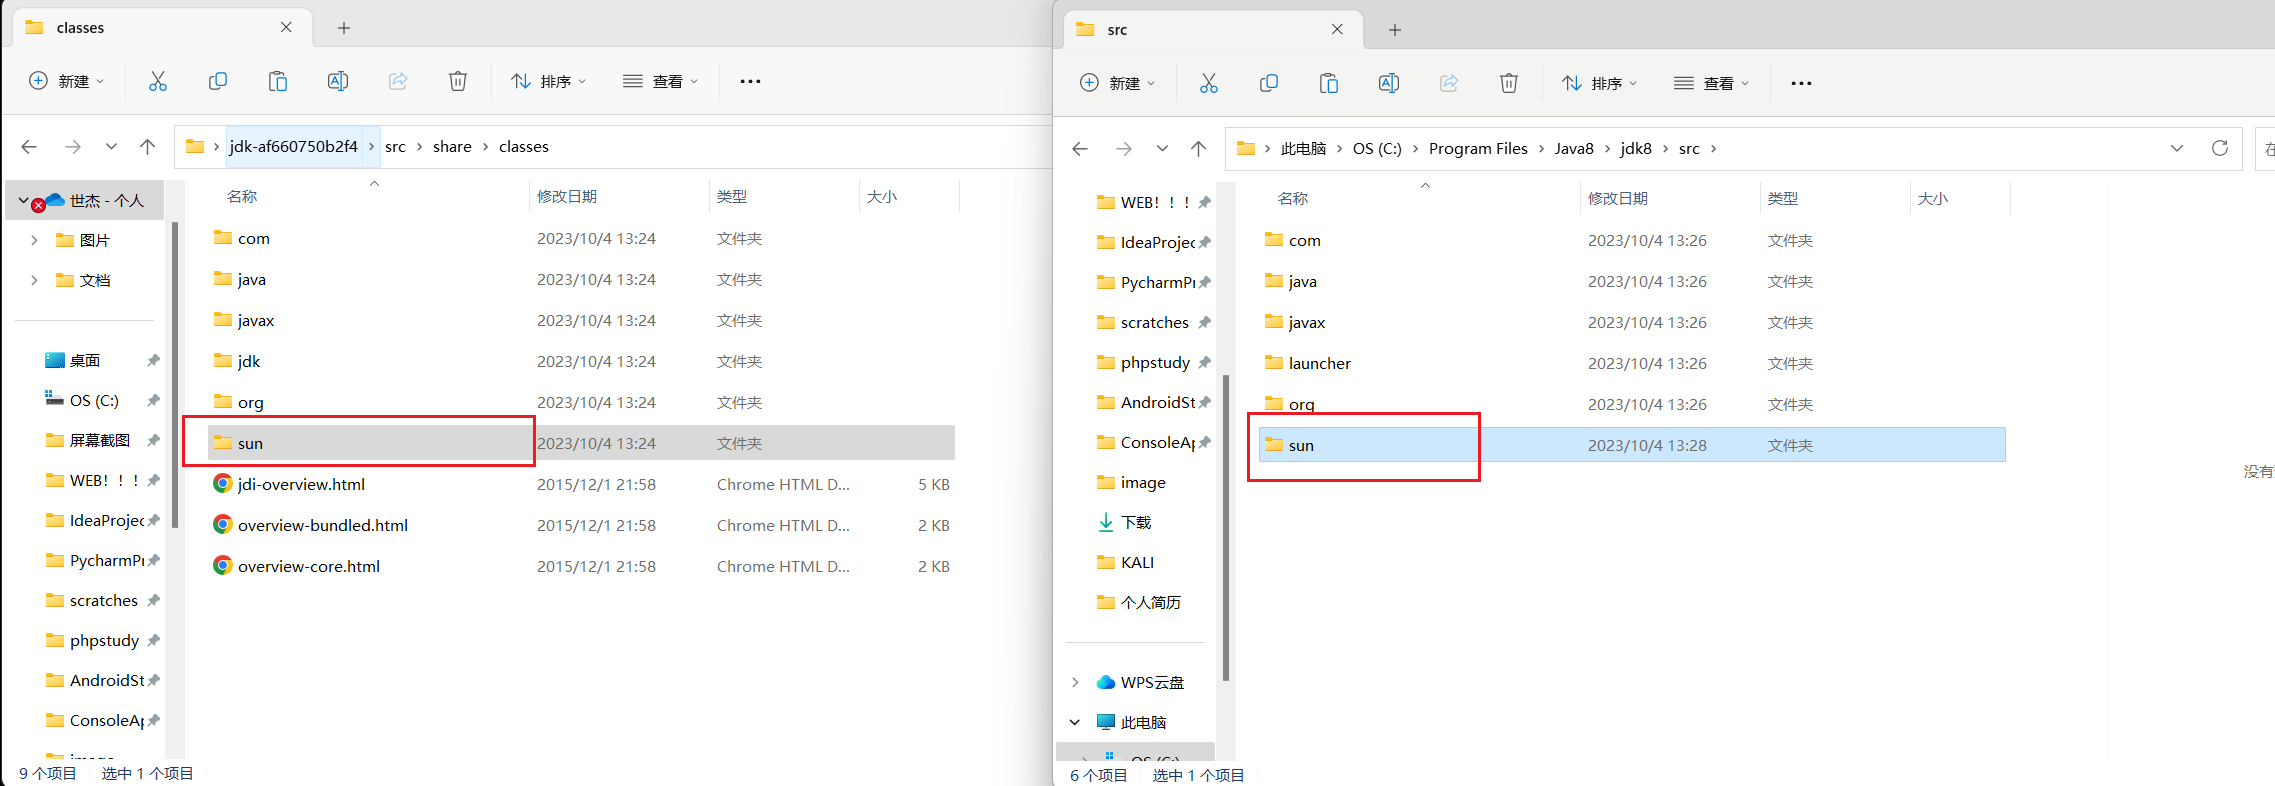 classes
新建
排序
查看
jdk-af660750b2f4 › src › share › classes
世杰 - 个人
图片
文档
桌面
OS (C:)
屏幕截图
WEB！！！
IdeaProjec
PycharmPr
scratches
phpstudy
AndroidSt
ConsoleAp
名称 修改日期 类型 大小
com 2023/10/4 13:24 文件夹
java 2023/10/4 13:24 文件夹
javax 2023/10/4 13:24 文件夹
jdk 2023/10/4 13:24 文件夹
org 2023/10/4 13:24 文件夹
sun 2023/10/4 13:24 文件夹
jdi-overview.html 2015/12/1 21:58 Chrome HTML D... 5 KB
overview-bundled.html 2015/12/1 21:58 Chrome HTML D... 2 KB
overview-core.html 2015/12/1 21:58 Chrome HTML D... 2 KB
9 个项目 选中 1 个项目
src
新建
排序
查看
此电脑 › OS (C:) › Program Files › Java8 › jdk8 › src ›
在
WEB！！！
IdeaProjec
PycharmPr
scratches
phpstudy
AndroidSt
ConsoleAp
image
下载
KALI
个人简历
WPS云盘
此电脑
OS (C:)
名称 修改日期 类型 大小
com 2023/10/4 13:26 文件夹
java 2023/10/4 13:26 文件夹
javax 2023/10/4 13:26 文件夹
launcher 2023/10/4 13:26 文件夹
org 2023/10/4 13:26 文件夹
sun 2023/10/4 13:28 文件夹
没有
6 个项目 选中 1 个项目